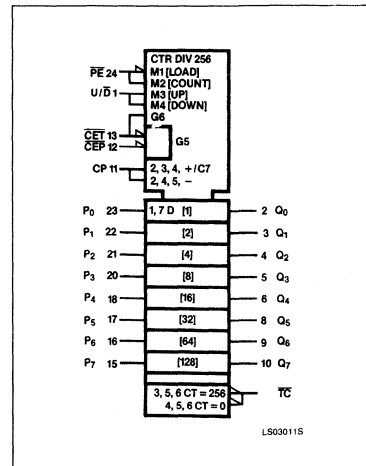 CTR DIV 256
PE 24
M1 [LOAD]
M2 [COUNT]
U/D 1
M3 [UP]
M4 [DOWN]
G6
CET 13
CEP 12
G5
CP 11
2, 3, 4, +/C7
2, 4, 5, −
P0 23 1, 7 D [1] 2 Q0
P1 22 [2] 3 Q1
P2 21 [4] 4 Q2
P3 20 [8] 5 Q3
P4 18 [16] 6 Q4
P5 17 [32] 8 Q5
P6 16 [64] 9 Q6
P7 15 [128] 10 Q7
3, 5, 6 CT = 256
TC
4, 5, 6 CT = 0
LS03011S